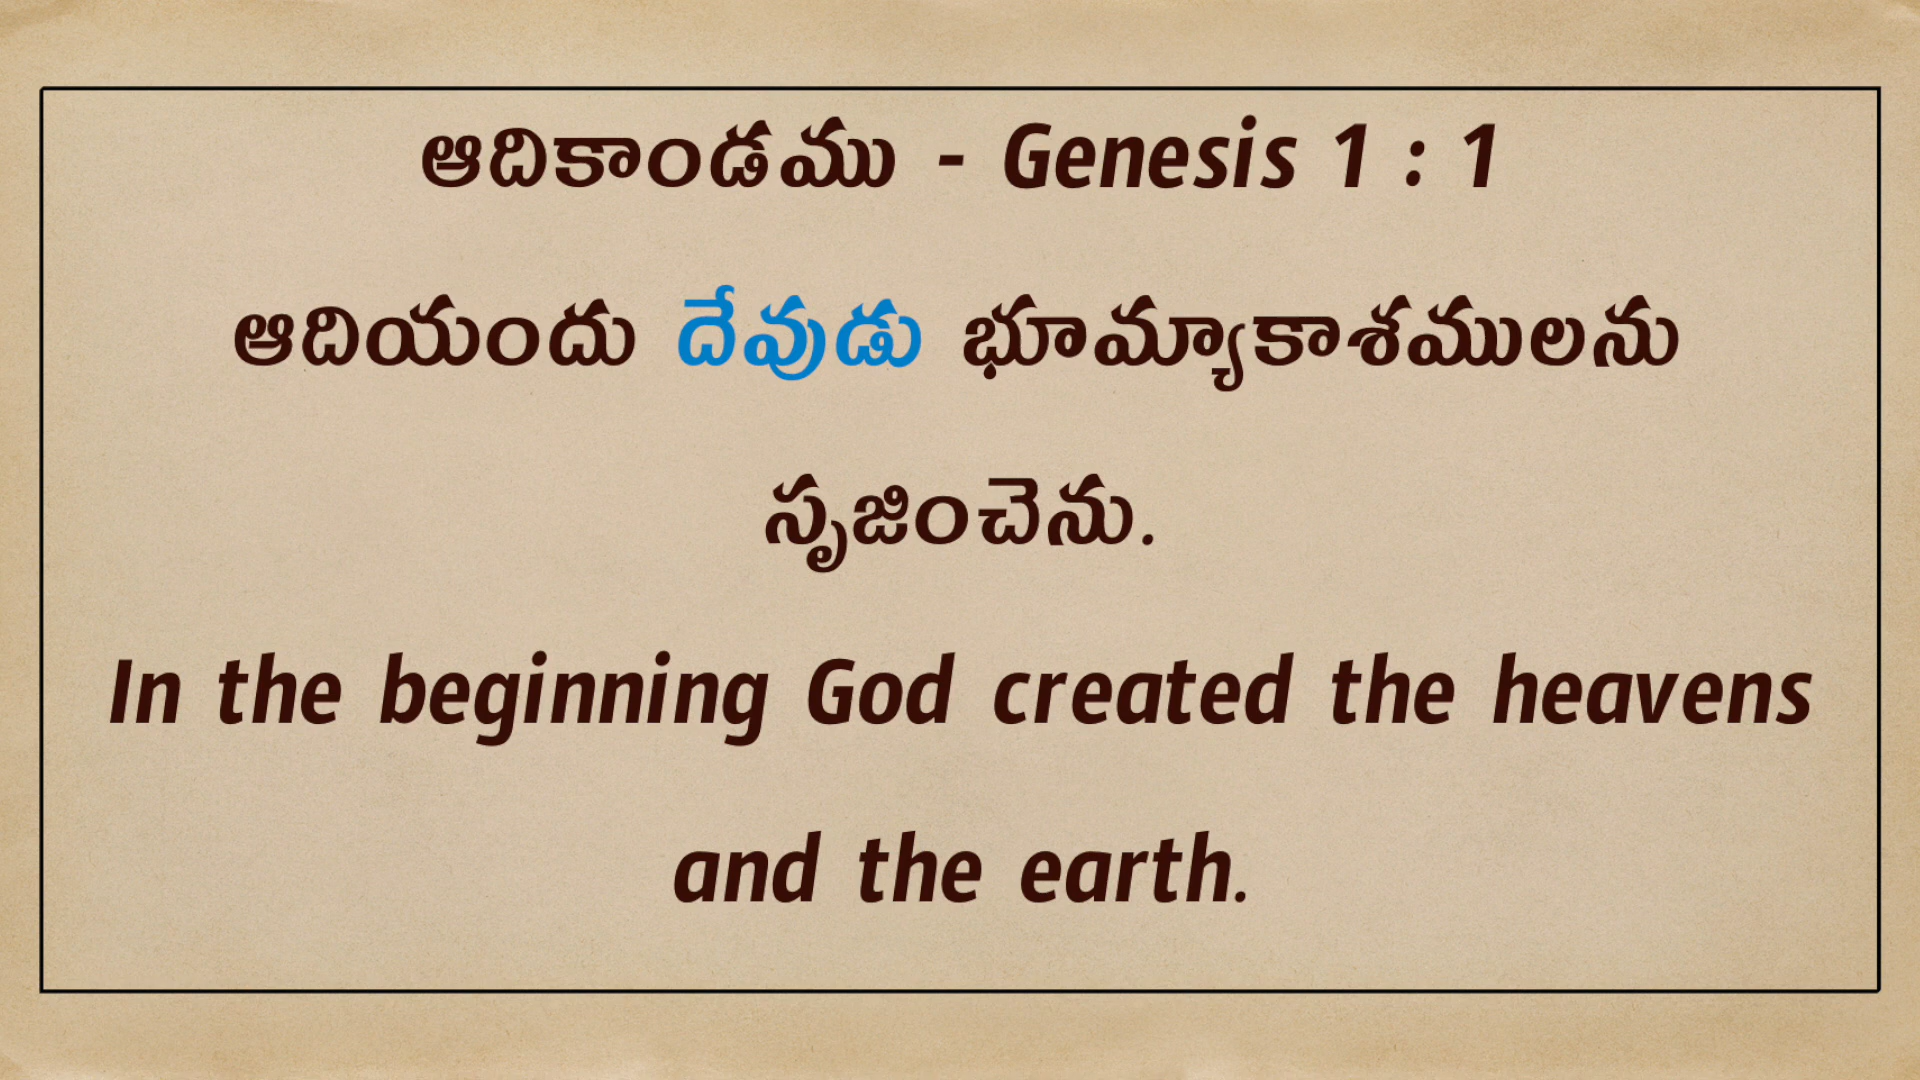 ఆదికాండము - Genesis 1 : 1
ఆదియందు దేవుడు భూమ్యాకాశములను
సృజించెను.
In the beginning God created the heavens
and the earth.